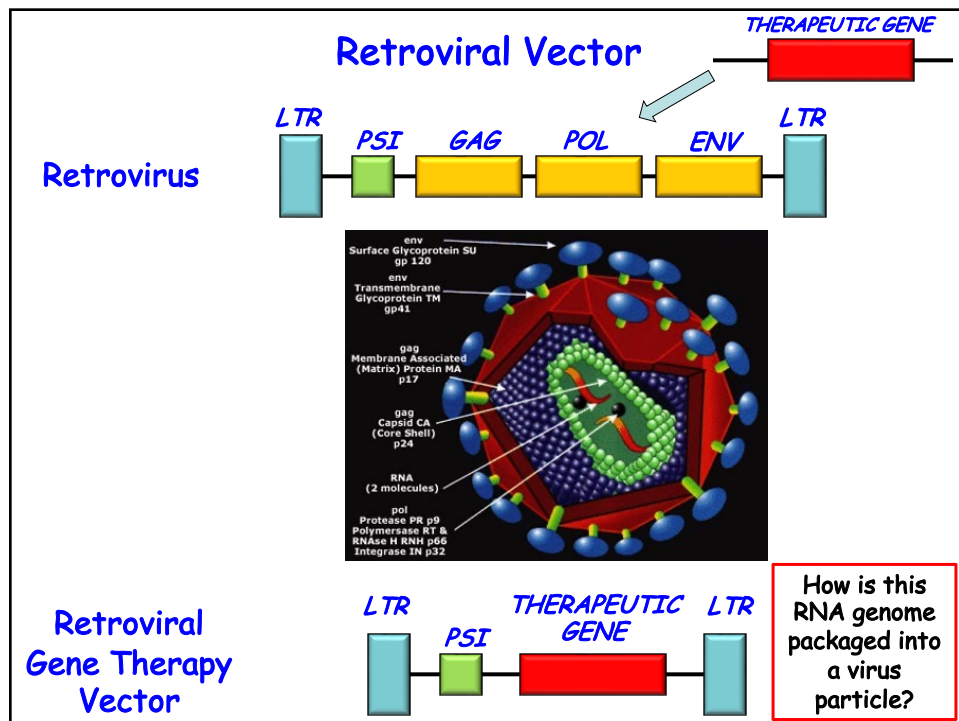 THERAPEUTIC GENE
Retroviral Vector
LTR
PSI
GAG
POL
ENV
LTR
Retrovirus
env
Surface Glycoprotein SU
gp 120
env
Transmembrane
Glycoprotein TM
gp41
gag
Membrane Associated
(Matrix) Protein MA
p17
gag
Capsid CA
(Core Shell)
p24
RNA
(2 molecules)
pol
Protease PR p9
Polymersase RT &
RNAse H RNH p66
Integrase IN p32
Retroviral
Gene Therapy
Vector
LTR
PSI
THERAPEUTIC
GENE
LTR
How is this
RNA genome
packaged into
a virus
particle?